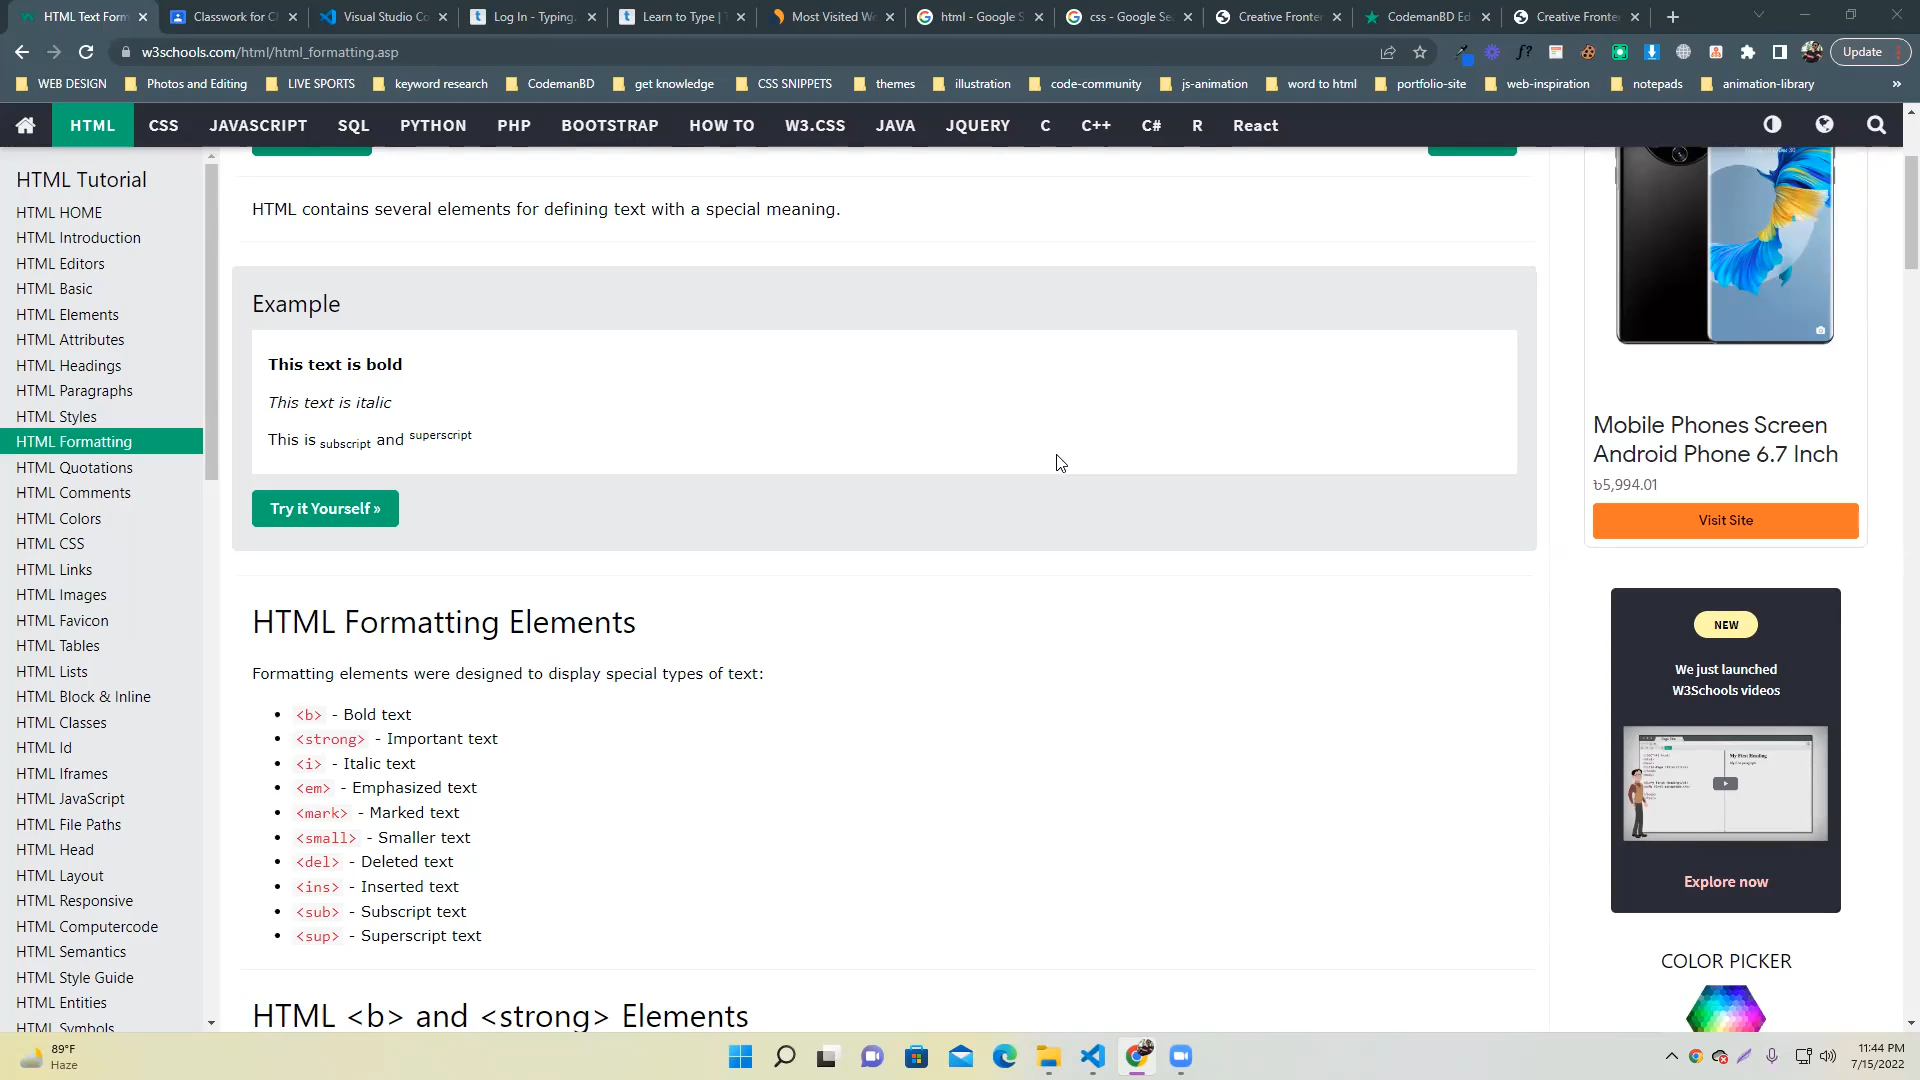 HTML Text Form
Classwork for C
Visual Studio Co
Log In - Typing.
Learn to Type | T
Most Visited We
html - Google S
css - Google Se
Creative Fronte
CodemanBD Ed
Creative Fronte
w3schools.com/html/html_formatting.asp
Update
WEB DESIGN
Photos and Editing
LIVE SPORTS
keyword research
CodemanBD
get knowledge
CSS SNIPPETS
themes
illustration
code-community
js-animation
word to html
portfolio-site
web-inspiration
notepads
animation-library
»
HTML
CSS
JAVASCRIPT
SQL
PYTHON
PHP
BOOTSTRAP
HOW TO
W3.CSS
JAVA
JQUERY
C
C++
C#
R
React
HTML Tutorial
HTML HOME
HTML Introduction
HTML Editors
HTML Basic
HTML Elements
HTML Attributes
HTML Headings
HTML Paragraphs
HTML Styles
HTML Formatting
HTML Quotations
HTML Comments
HTML Colors
HTML CSS
HTML Links
HTML Images
HTML Favicon
HTML Tables
HTML Lists
HTML Block & Inline
HTML Classes
HTML Id
HTML Iframes
HTML JavaScript
HTML File Paths
HTML Head
HTML Layout
HTML Responsive
HTML Computercode
HTML Semantics
HTML Style Guide
HTML Entities
HTML Symbols
HTML contains several elements for defining text with a special meaning.
Example
This text is bold
This text is italic
This is subscript and superscript
Try it Yourself »
HTML Formatting Elements
Formatting elements were designed to display special types of text:
• <b> - Bold text
• <strong> - Important text
• <i> - Italic text
• <em> - Emphasized text
• <mark> - Marked text
• <small> - Smaller text
• <del> - Deleted text
• <ins> - Inserted text
• <sub> - Subscript text
• <sup> - Superscript text
HTML <b> and <strong> Elements
Mobile Phones Screen
Android Phone 6.7 Inch
৳5,994.01
Visit Site
NEW
We just launched
W3Schools videos
My First Heading
Explore now
COLOR PICKER
89°F
Haze
11:44 PM
7/15/2022